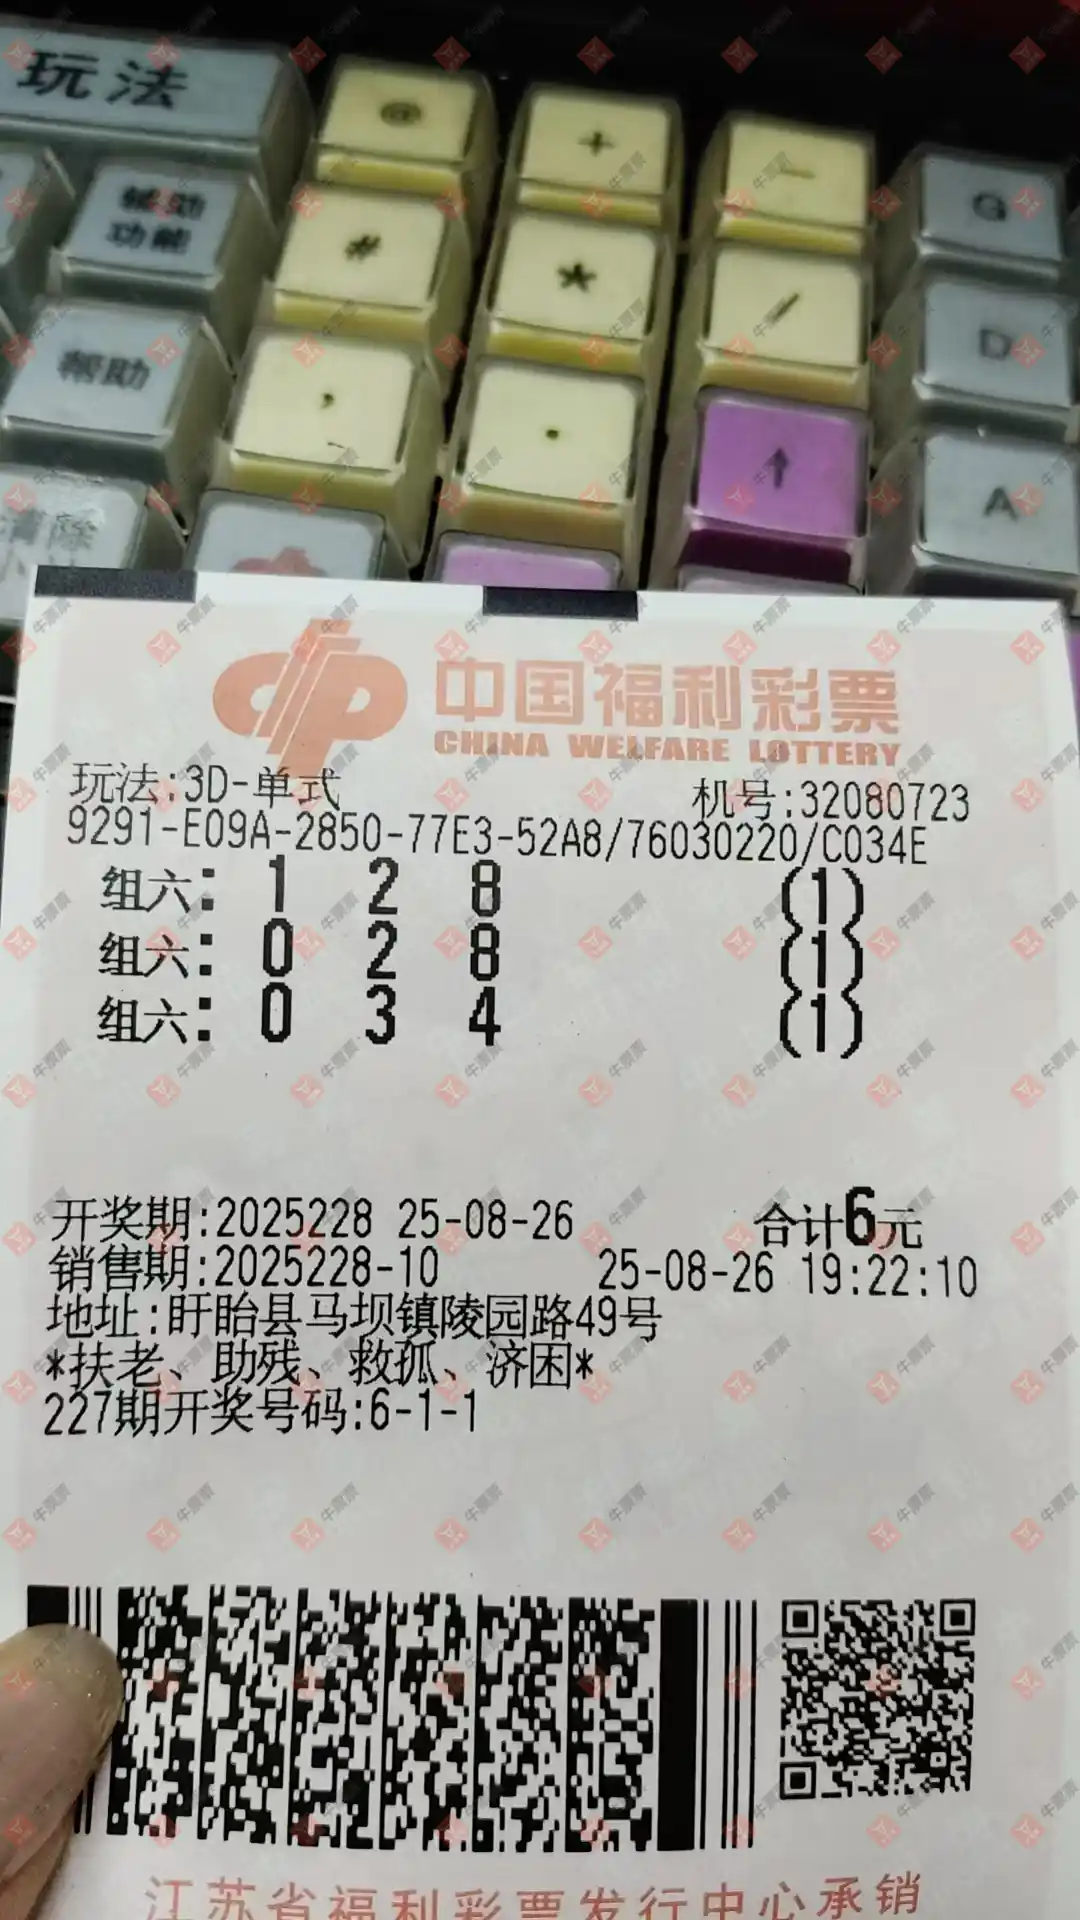 玩法
@
+
-
G
辅助
功能
#
*
/
D
帮助
,
.
↑
A
清除
中国福利彩票
CHINA WELFARE LOTTERY
玩法:3D-单式 机号:32080723
9291-E09A-2850-77E3-52A8/76030220/C034E
组六: 1 2 8 (1)
组六: 0 2 8 (1)
组六: 0 3 4 (1)
开奖期:2025228 25-08-26 合计6元
销售期:2025228-10 25-08-26 19:22:10
地址:盱眙县马坝镇陵园路49号
*扶老、助残、救孤、济困*
227期开奖号码:6-1-1
江苏省福利彩票发行中心承销
牛票票